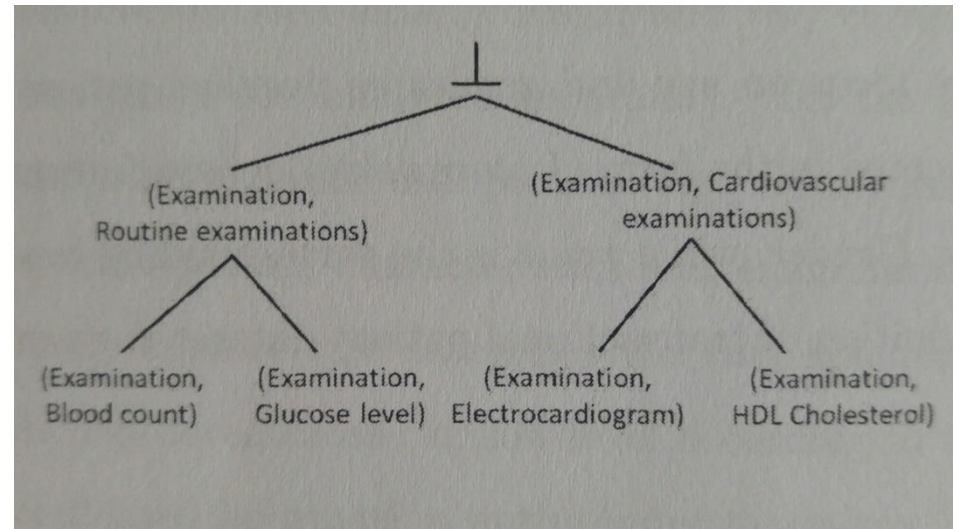 (Examination,
Routine examinations)
(Examination, Cardiovascular
examinations)
(Examination,
Blood count)
(Examination,
Glucose level)
(Examination,
Electrocardiogram)
(Examination,
HDL Cholesterol)